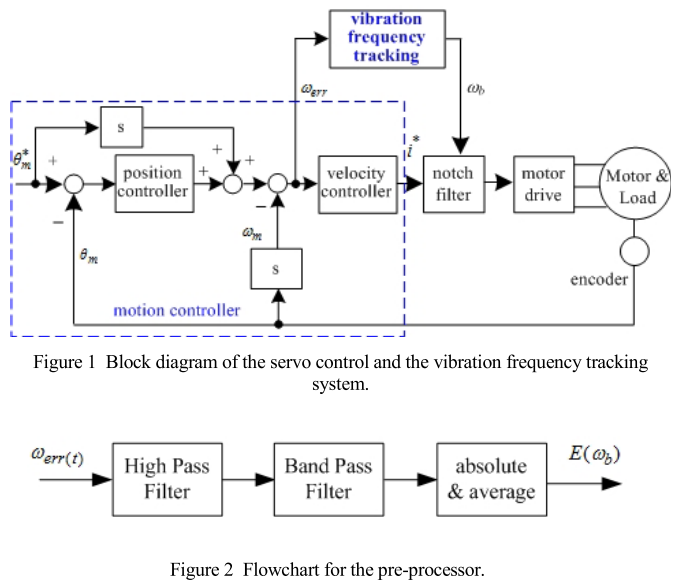 vibration
frequency
tracking
ω_err
ω_b
s
θ_m^*
+
+
+
position
controller
+
+
−
velocity
controller
i^*
notch
filter
motor
drive
Motor &
Load
−
θ_m
ω_m
s
encoder
motion controller
Figure 1 Block diagram of the servo control and the vibration frequency tracking
system.
ω_err(t)
High Pass
Filter
Band Pass
Filter
absolute
& average
E(ω_b)
Figure 2 Flowchart for the pre-processor.